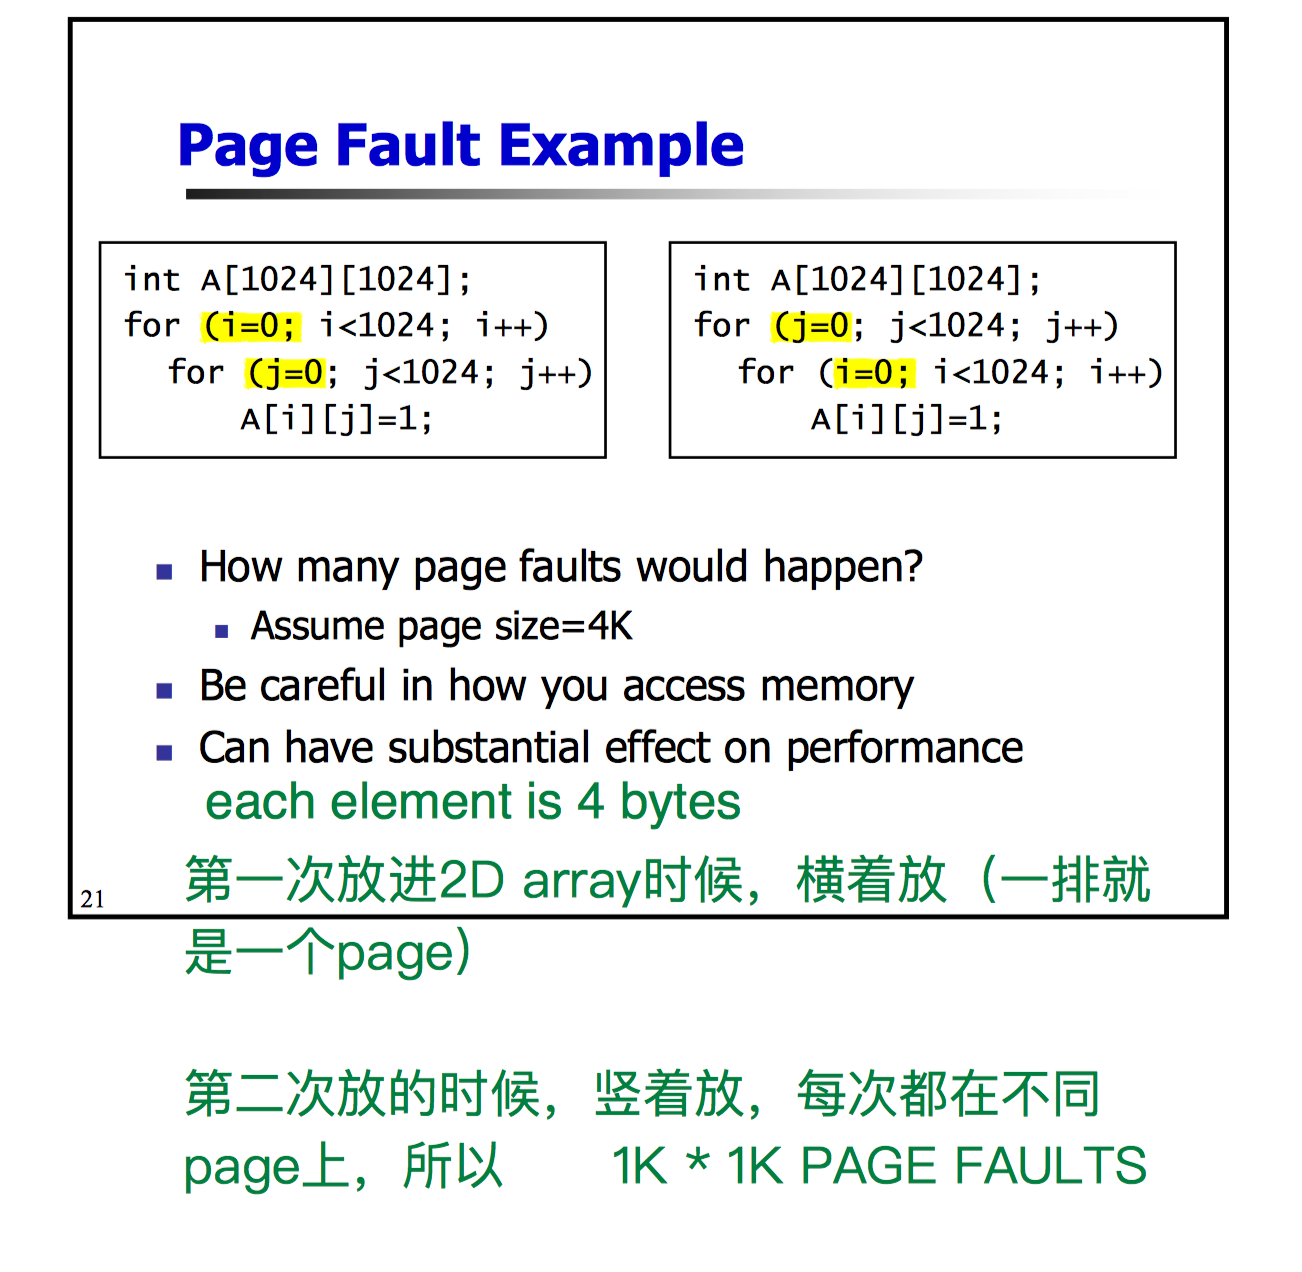 Page Fault Example
int A[1024][1024];
for (i=0; i<1024; i++)
for (j=0; j<1024; j++)
A[i][j]=1;
int A[1024][1024];
for (j=0; j<1024; j++)
for (i=0; i<1024; i++)
A[i][j]=1;
How many page faults would happen?
Assume page size=4K
Be careful in how you access memory
Can have substantial effect on performance
each element is 4 bytes
第一次放进2D array时候，横着放（一排就
是一个page）
21
第二次放的时候，竖着放，每次都在不同
page上，所以 1K * 1K PAGE FAULTS